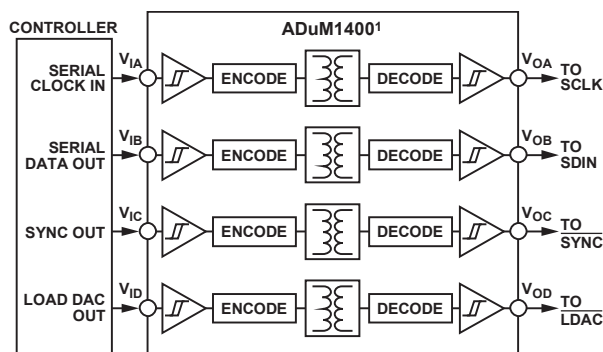 CONTROLLER
ADuM1400¹
SERIAL
CLOCK IN
V_IA
ENCODE
DECODE
V_OA
TO
SCLK
SERIAL
DATA OUT
V_IB
ENCODE
DECODE
V_OB
TO
SDIN
SYNC OUT
V_IC
ENCODE
DECODE
V_OC
TO
SYNC
LOAD DAC
OUT
V_ID
ENCODE
DECODE
V_OD
TO
LDAC